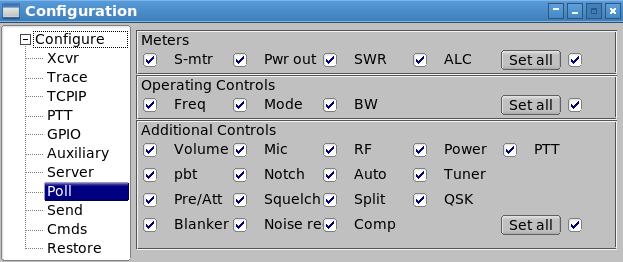 Configuration
Configure
Xcvr
Trace
TCPIP
PTT
GPIO
Auxiliary
Server
Poll
Send
Cmds
Restore
Meters
S-mtr Pwr out SWR ALC Set all
Operating Controls
Freq Mode BW Set all
Additional Controls
Volume Mic RF Power PTT
pbt Notch Auto Tuner
Pre/Att Squelch Split QSK
Blanker Noise re Comp Set all